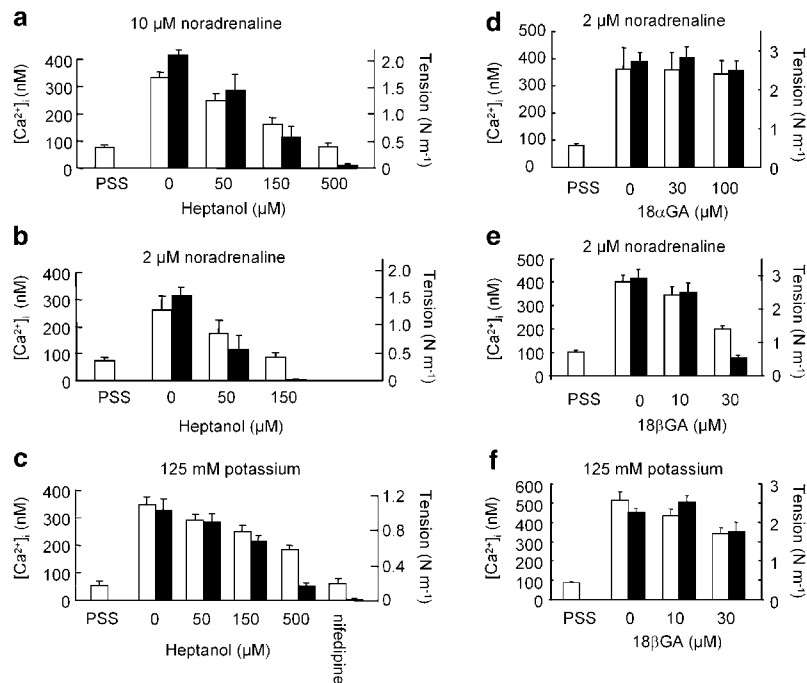 a
10 µM noradrenaline
[Ca²⁺]ᵢ (nM)
400
300
200
100
0
2.0
1.5
1.0
0.5
0
Tension (N m⁻¹)
PSS 0 50 150 500
Heptanol (µM)
b
2 µM noradrenaline
[Ca²⁺]ᵢ (nM)
400
300
200
100
0
2.0
1.5
1.0
0.5
0
Tension (N m⁻¹)
PSS 0 50 150
Heptanol (µM)
c
125 mM potassium
[Ca²⁺]ᵢ (nM)
400
300
200
100
0
1.2
0.8
0.4
0
Tension (N m⁻¹)
PSS 0 50 150 500 nifedipine
Heptanol (µM)
d
2 µM noradrenaline
[Ca²⁺]ᵢ (nM)
500
400
300
200
100
0
3
2
1
0
Tension (N m⁻¹)
PSS 0 30 100
18αGA (µM)
e
2 µM noradrenaline
[Ca²⁺]ᵢ (nM)
500
400
300
200
100
0
3
2
1
0
Tension (N m⁻¹)
PSS 0 10 30
18βGA (µM)
f
125 mM potassium
[Ca²⁺]ᵢ (nM)
600
500
400
300
200
100
0
3
2
1
0
Tension (N m⁻¹)
PSS 0 10 30
18βGA (µM)